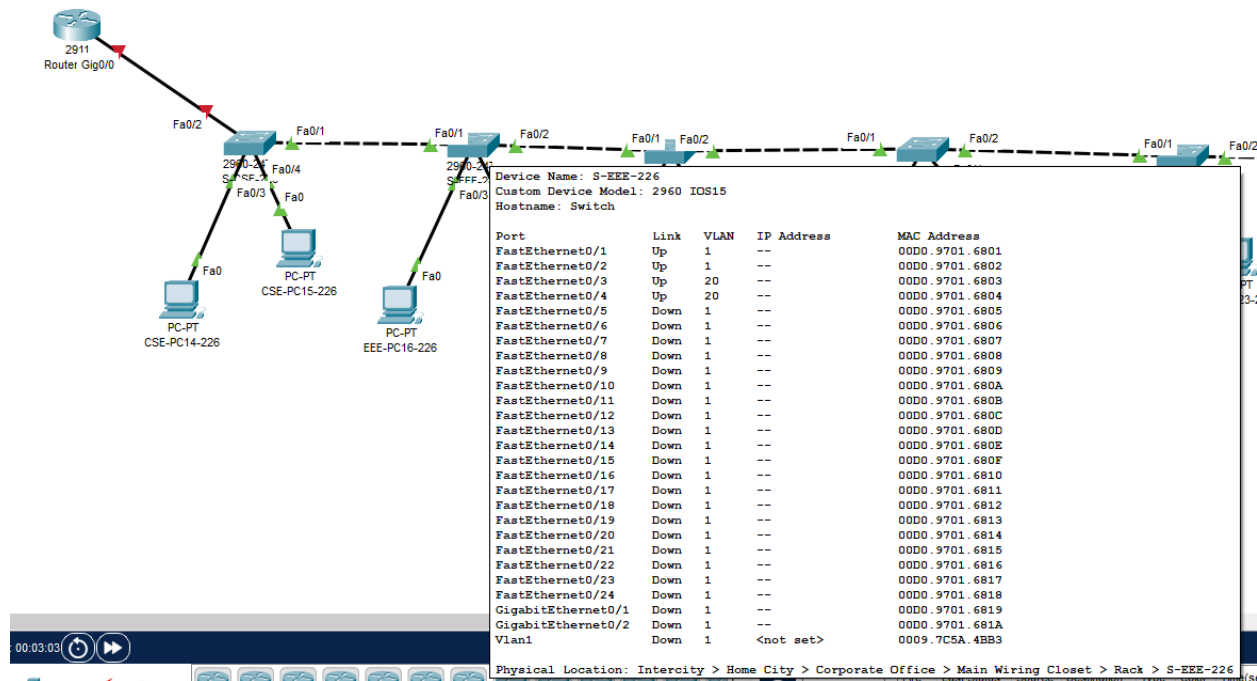 2911
Router Gig0/0
Fa0/2
Fa0/1
Fa0/1
Fa0/2
Fa0/1
Fa0/2
Fa0/1
Fa0/2
Fa0/1
Fa0/2
Fa0/4
Fa0/3
Fa0
Fa0/3
Fa0
PC-PT
CSE-PC15-226
Fa0
PC-PT
CSE-PC14-226
PC-PT
EEE-PC16-226
PT
Device Name: S-EEE-226
Custom Device Model: 2960 IOS15
Hostname: Switch
Port Link VLAN IP Address MAC Address
FastEthernet0/1 Up 1 -- 00D0.9701.6801
FastEthernet0/2 Up 1 -- 00D0.9701.6802
FastEthernet0/3 Up 20 -- 00D0.9701.6803
FastEthernet0/4 Up 20 -- 00D0.9701.6804
FastEthernet0/5 Down 1 -- 00D0.9701.6805
FastEthernet0/6 Down 1 -- 00D0.9701.6806
FastEthernet0/7 Down 1 -- 00D0.9701.6807
FastEthernet0/8 Down 1 -- 00D0.9701.6808
FastEthernet0/9 Down 1 -- 00D0.9701.6809
FastEthernet0/10 Down 1 -- 00D0.9701.680A
FastEthernet0/11 Down 1 -- 00D0.9701.680B
FastEthernet0/12 Down 1 -- 00D0.9701.680C
FastEthernet0/13 Down 1 -- 00D0.9701.680D
FastEthernet0/14 Down 1 -- 00D0.9701.680E
FastEthernet0/15 Down 1 -- 00D0.9701.680F
FastEthernet0/16 Down 1 -- 00D0.9701.6810
FastEthernet0/17 Down 1 -- 00D0.9701.6811
FastEthernet0/18 Down 1 -- 00D0.9701.6812
FastEthernet0/19 Down 1 -- 00D0.9701.6813
FastEthernet0/20 Down 1 -- 00D0.9701.6814
FastEthernet0/21 Down 1 -- 00D0.9701.6815
FastEthernet0/22 Down 1 -- 00D0.9701.6816
FastEthernet0/23 Down 1 -- 00D0.9701.6817
FastEthernet0/24 Down 1 -- 00D0.9701.6818
GigabitEthernet0/1 Down 1 -- 00D0.9701.6819
GigabitEthernet0/2 Down 1 -- 00D0.9701.681A
Vlan1 Down 1 <not set> 0009.7C5A.4BB3
Physical Location: Intercity > Home City > Corporate Office > Main Wiring Closet > Rack > S-EEE-226
: 00:03:03